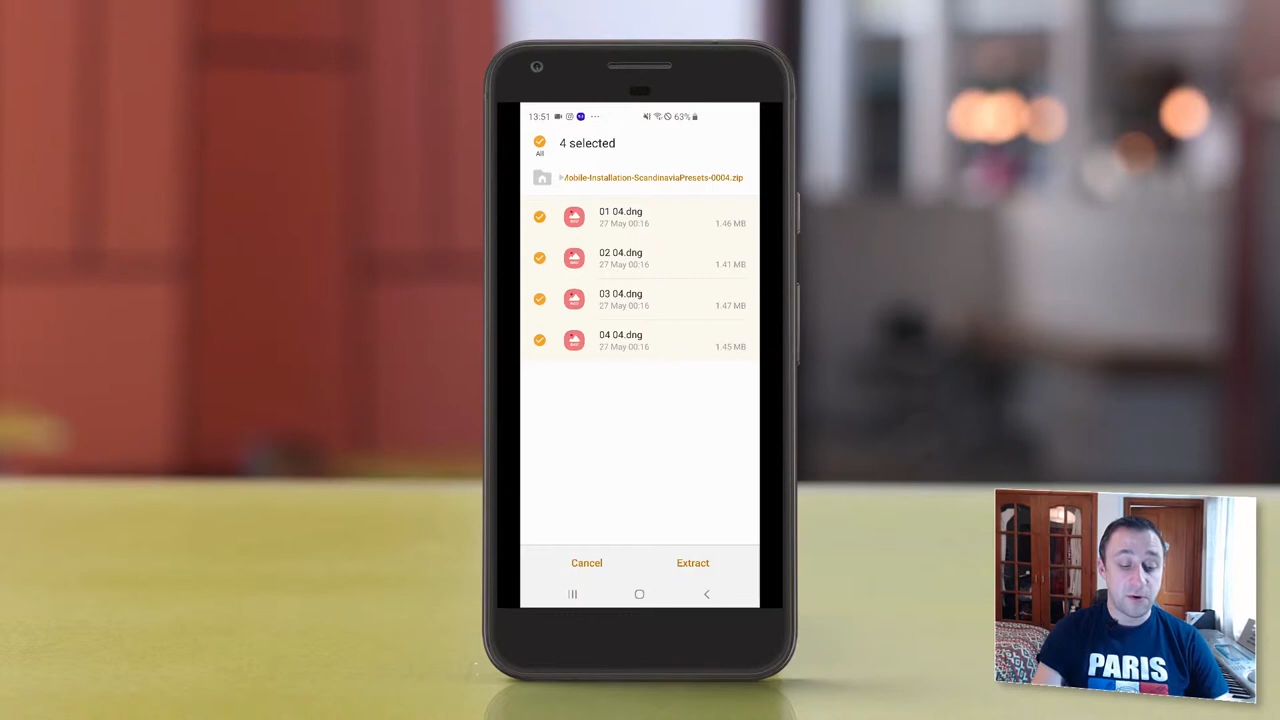 13:51 63%
All
4 selected
Mobile-Installation-ScandinaviaPresets-0004.zip
01 04.dng
27 May 00:16 1.46 MB
02 04.dng
27 May 00:16 1.41 MB
03 04.dng
27 May 00:16 1.47 MB
04 04.dng
27 May 00:16 1.45 MB
Cancel Extract
PARIS